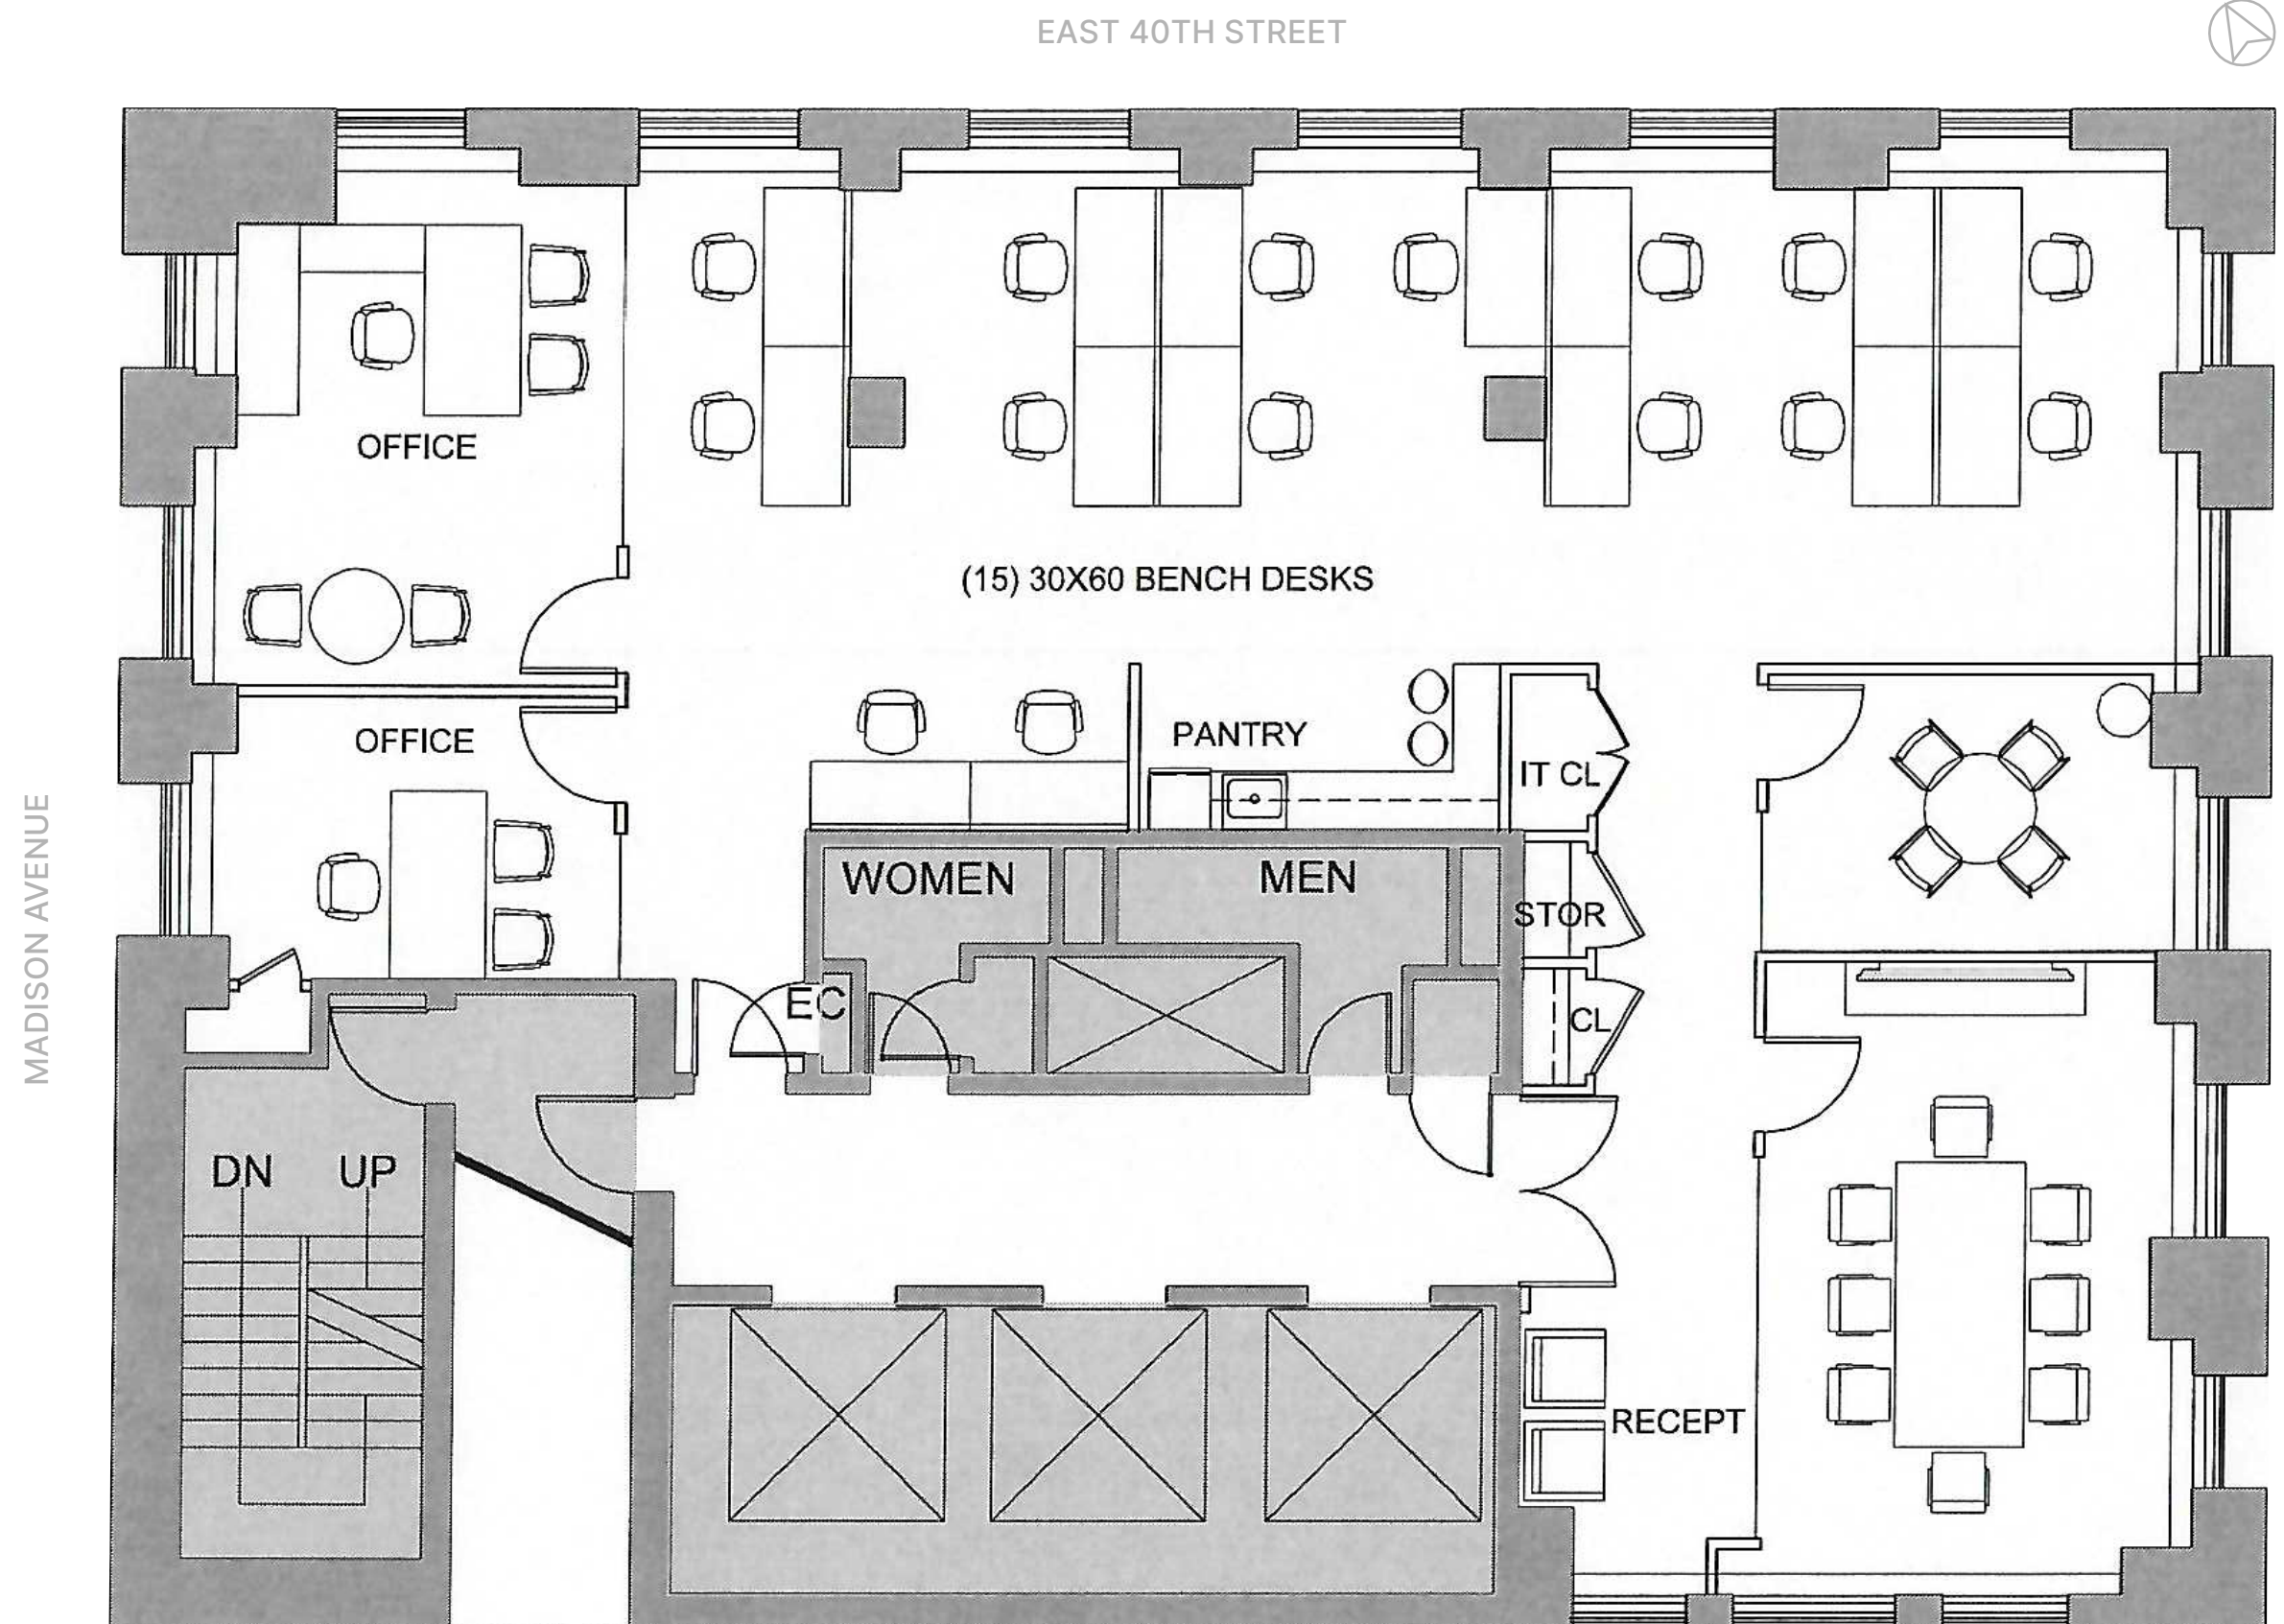 EAST 40TH STREET
OFFICE
(15) 30X60 BENCH DESKS
OFFICE
PANTRY
IT CL
MADISON AVENUE
WOMEN
MEN
STOR
EC
CL
DN
UP
RECEPT